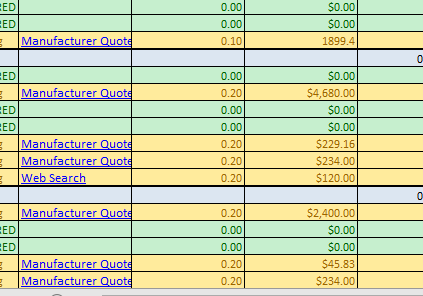 RED 0.00 $0.00
RED 0.00 $0.00
g Manufacturer Quote 0.10 1899.4
0
RED 0.00 $0.00
g Manufacturer Quote 0.20 $4,680.00
RED 0.00 $0.00
RED 0.00 $0.00
g Manufacturer Quote 0.20 $229.16
g Manufacturer Quote 0.20 $234.00
g Web Search 0.20 $120.00
0
g Manufacturer Quote 0.20 $2,400.00
RED 0.00 $0.00
RED 0.00 $0.00
g Manufacturer Quote 0.20 $45.83
g Manufacturer Quote 0.20 $234.00